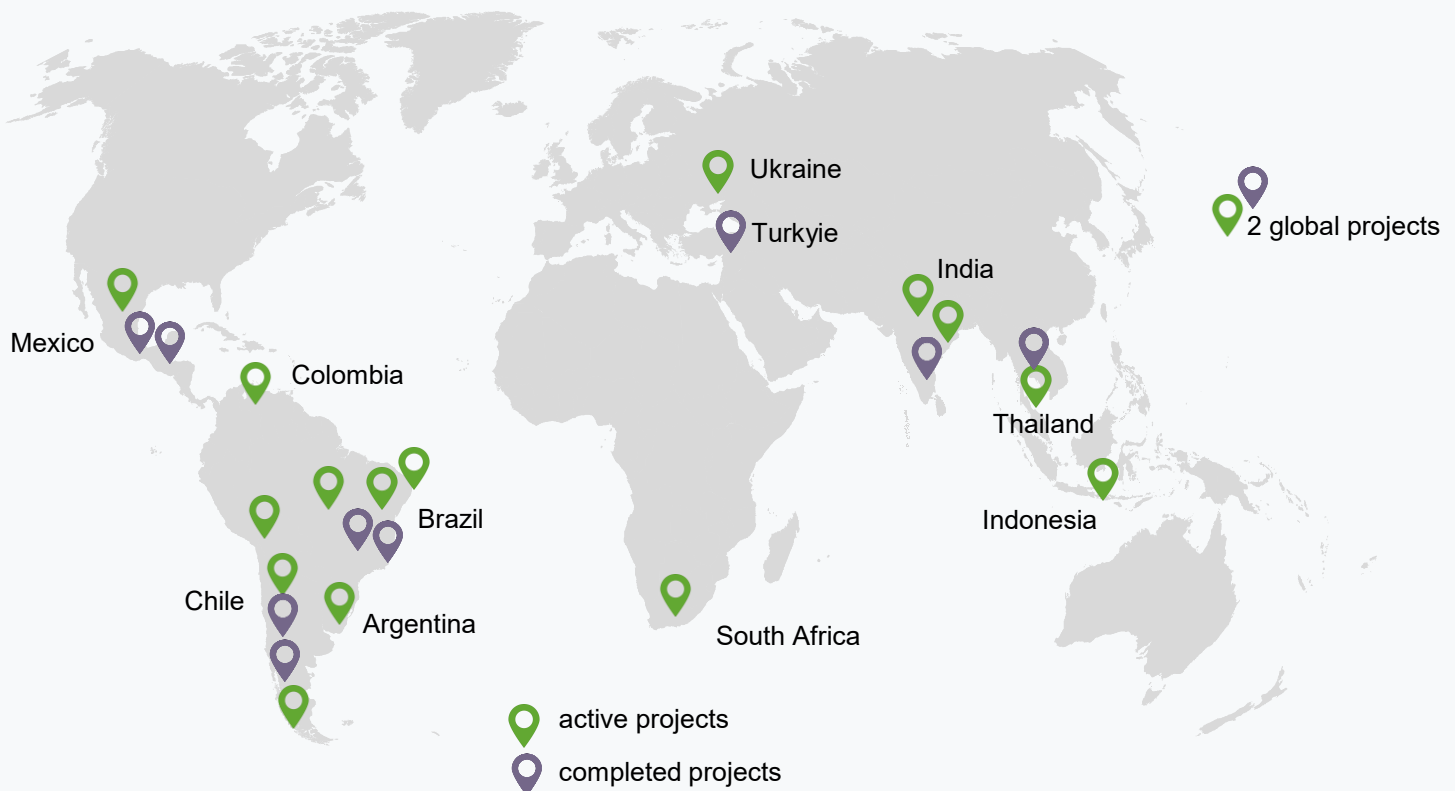 Ukraine
Turkyie
2 global projects
India
Mexico
Colombia
Thailand
Brazil
Indonesia
Chile
Argentina
South Africa
active projects
completed projects